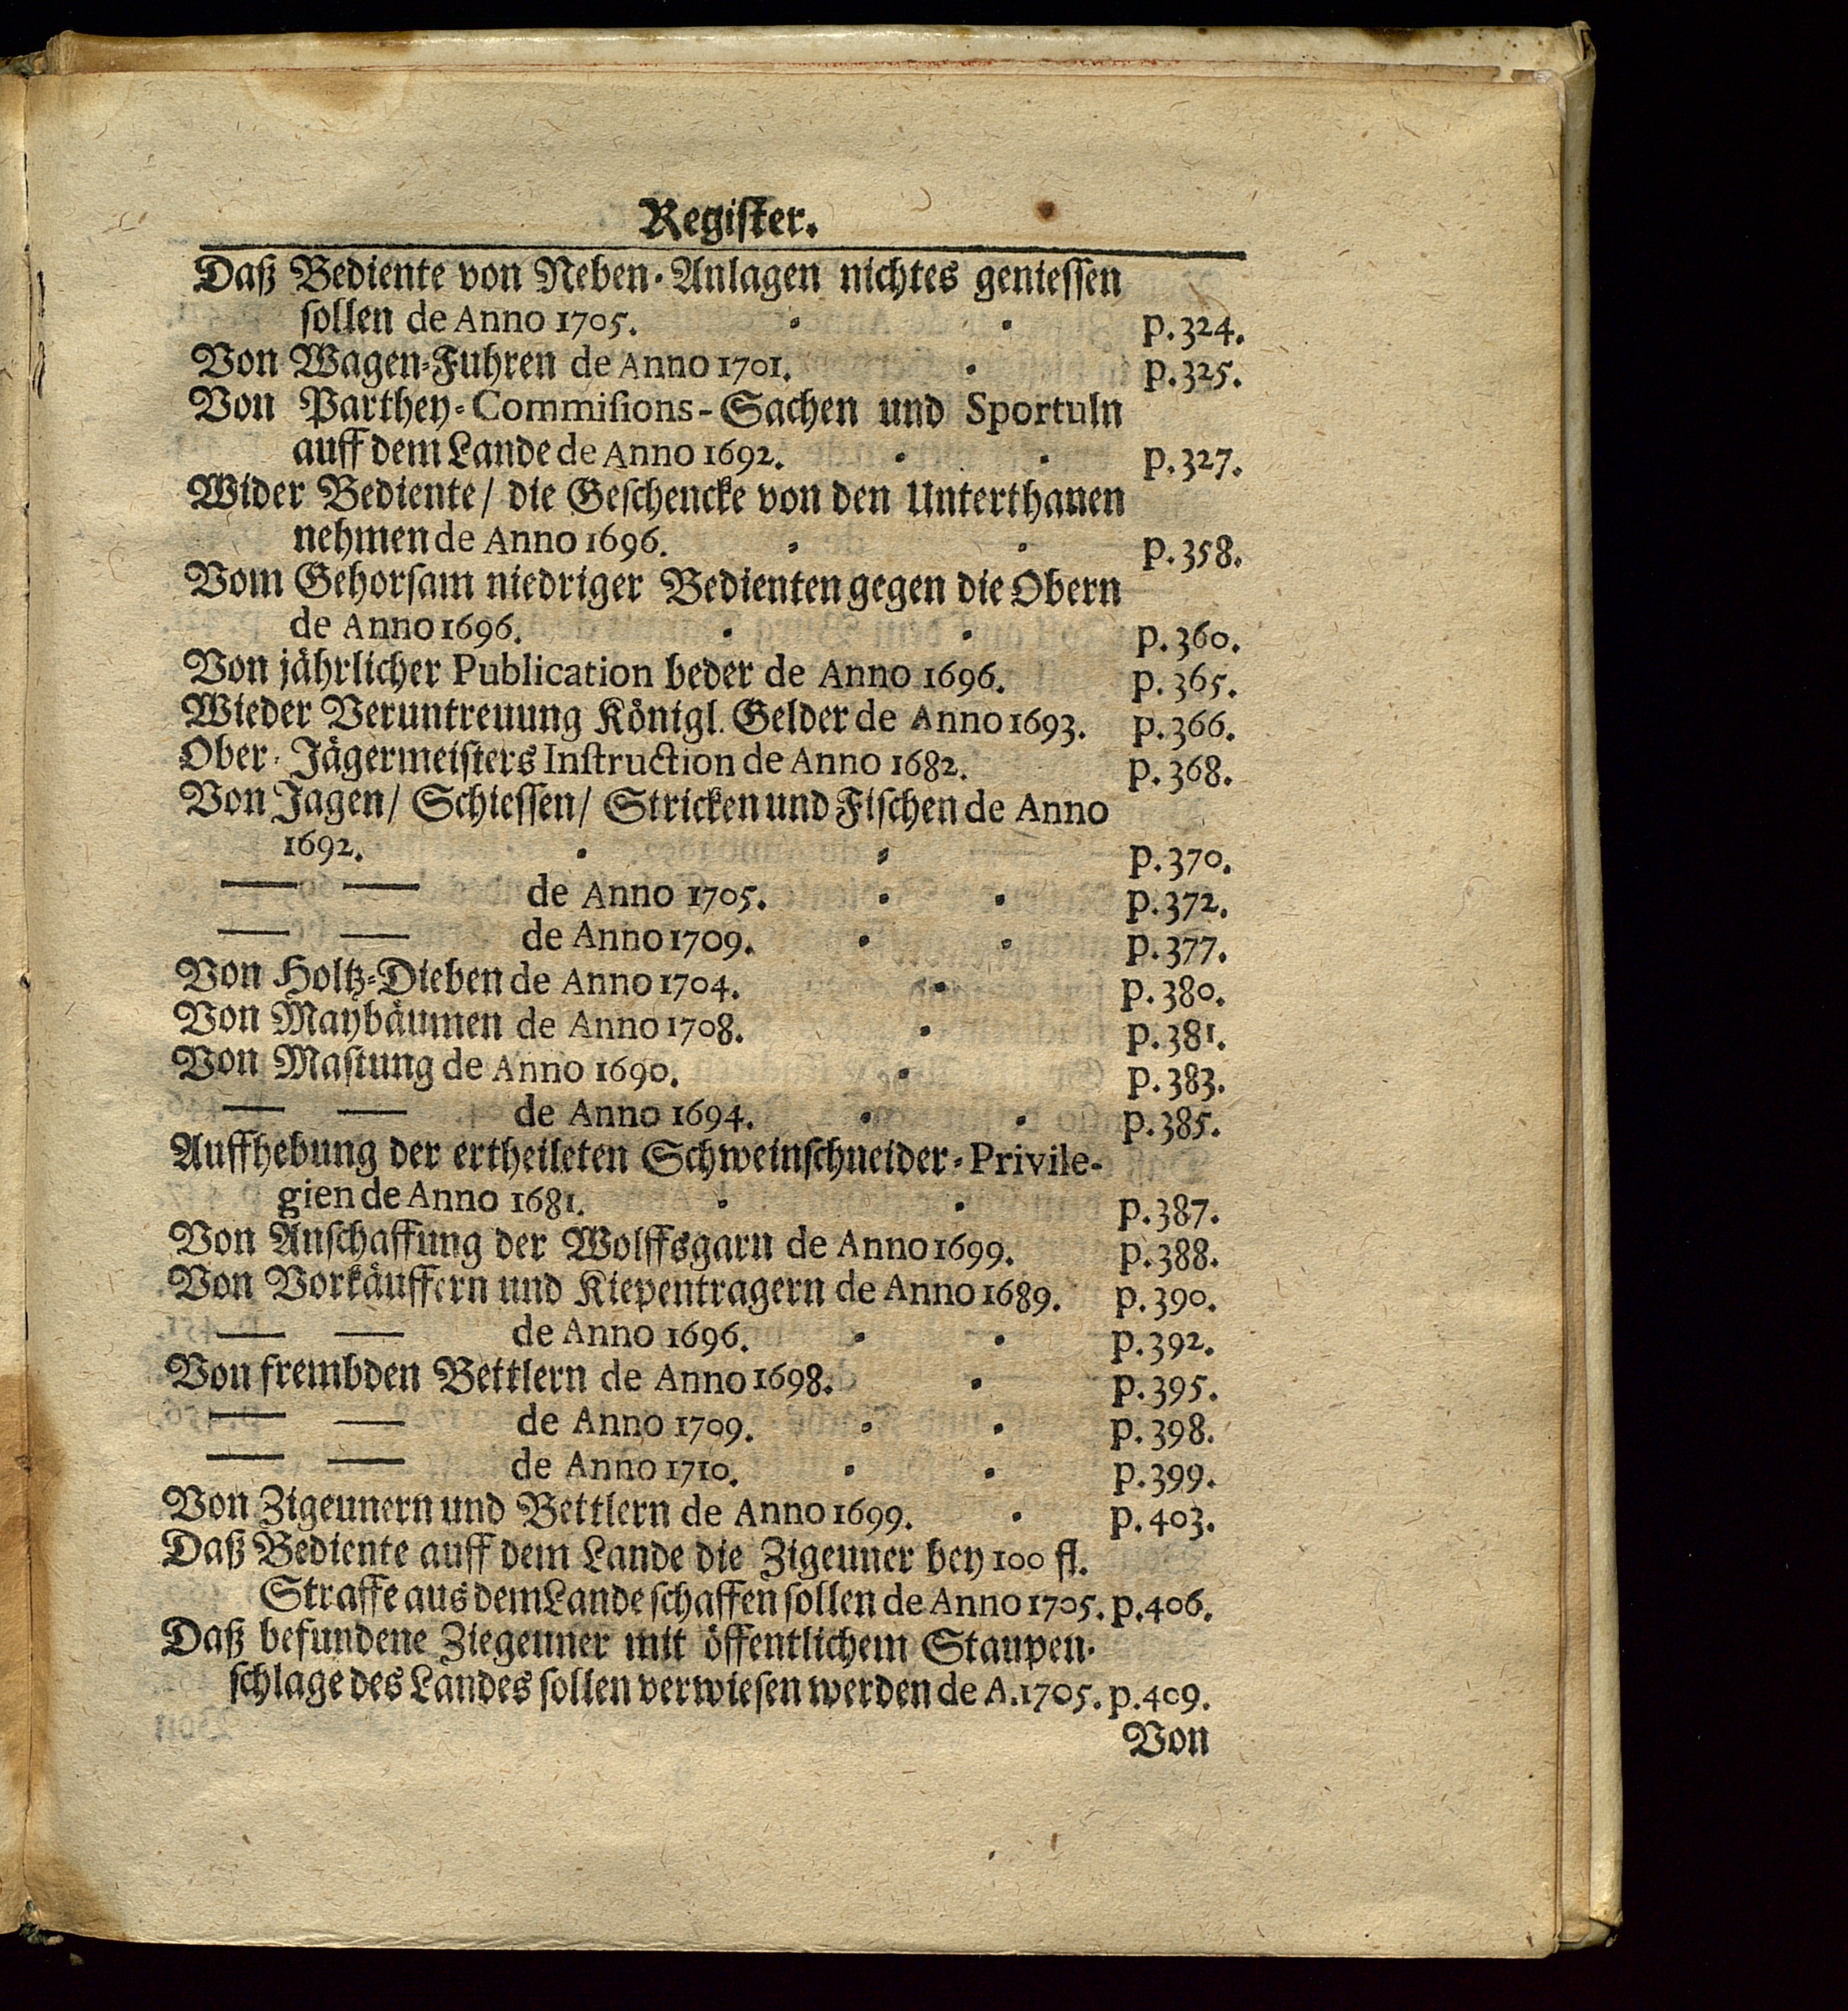 Register.
Daß Bediente von Neben-Anlagen nichtes geniessen
sollen de Anno 1705. p. 324.
Von Wagen-Fuhren de Anno 1701. p. 325.
Von Parthey-Commisions-Sachen und Sportuln
auff dem Lande de Anno 1692. p. 327.
Wider Bediente/ die Geschencke von den Unterthanen
nehmen de Anno 1696. p. 358.
Vom Gehorsam niedriger Bedienten gegen die Obern
de Anno 1696. p. 360.
Von jährlicher Publication beder de Anno 1696. p. 365.
Wieder Veruntreuung Königl. Gelder de Anno 1693. p. 366.
Ober-Jägermeisters Instruction de Anno 1682. p. 368.
Von Jagen/ Schiessen/ Stricken und Fischen de Anno
1692. p. 370.
— — de Anno 1705. p. 372.
— — de Anno 1709. p. 377.
Von Holtz-Dieben de Anno 1704. p. 380.
Von Maybäumen de Anno 1708. p. 381.
Von Mastung de Anno 1690. p. 383.
— — de Anno 1694. p. 385.
Auffhebung der ertheileten Schweinschneider-Privile-
gien de Anno 1681. p. 387.
Von Anschaffung der Wolffsgarn de Anno 1699. p. 388.
Von Vorkäuffern und Kiepentragern de Anno 1689. p. 390.
— — de Anno 1696. p. 392.
Von frembden Bettlern de Anno 1698. p. 395.
— — de Anno 1709. p. 398.
— — de Anno 1710. p. 399.
Von Zigeunern und Bettlern de Anno 1699. p. 403.
Daß Bediente auff dem Lande die Zigeuner bey 100 fl.
Straffe aus dem Lande schaffen sollen de Anno 1705. p. 406.
Daß befundene Ziegeuner mit öffentlichem Staupen-
schlage des Landes sollen verwiesen werden de A. 1705. p. 409.
Von